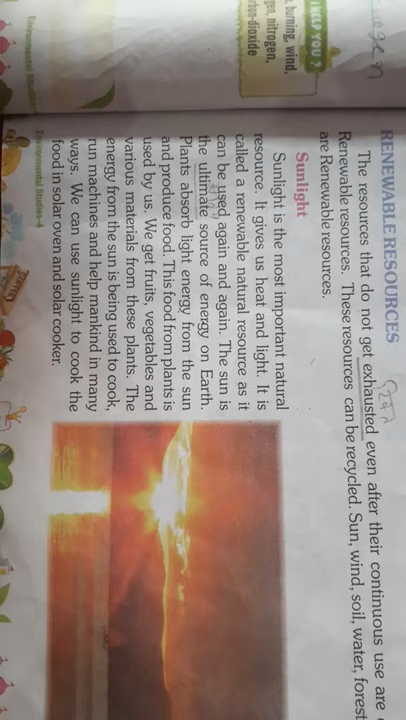 RENEWABLE RESOURCES
The resources that do not get exhausted even after their continuous use are
Renewable resources. These resources can be recycled. Sun, wind, soil, water, forest
are Renewable resources.
Sunlight
Sunlight is the most important natural
resource. It gives us heat and light. It is
called a renewable natural resource as it
can be used again and again. The sun is
the ultimate source of energy on Earth.
Plants absorb light energy from the sun
and produce food. This food from plants is
used by us. We get fruits, vegetables and
various materials from these plants. The
energy from the sun is being used to cook,
run machines and help mankind in many
ways. We can use sunlight to cook the
food in solar oven and solar cooker.
Environmental Studies-4
YOU ?
burning, wind,
nitrogen,
dioxide
Environmental Studies